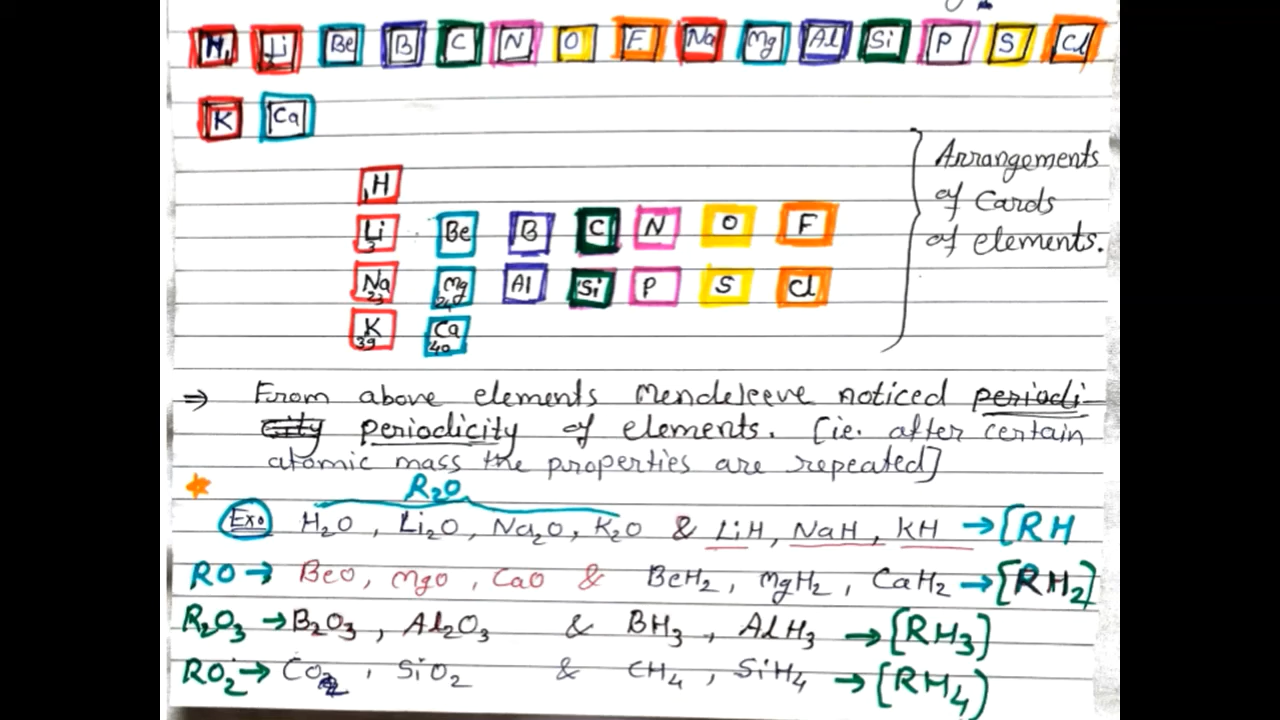 H₁ Li Be B C N O F Na Mg Al Si P S Cl
K Ca
₁H
Li 3 Be B C N O F
Na 23 Mg 24 Al Si P S Cl
K 39 Ca 40
Arrangements
of Cards
of elements.
⇒ From above elements Mendeleeve noticed periodi-
city periodicity of elements. [ie. after certain
atomic mass the properties are repeated]
R₂O
Exo H₂O , Li₂O , Na₂O , K₂O & LiH , NaH , KH → [RH
RO → BeO , MgO , CaO & BeH₂ , MgH₂ , CaH₂ → [RH₂]
R₂O₃ → B₂O₃ , Al₂O₃ & BH₃ , AlH₃ → [RH₃]
RO₂ → CO₂ , SiO₂ & CH₄ , SiH₄ → [RH₄)